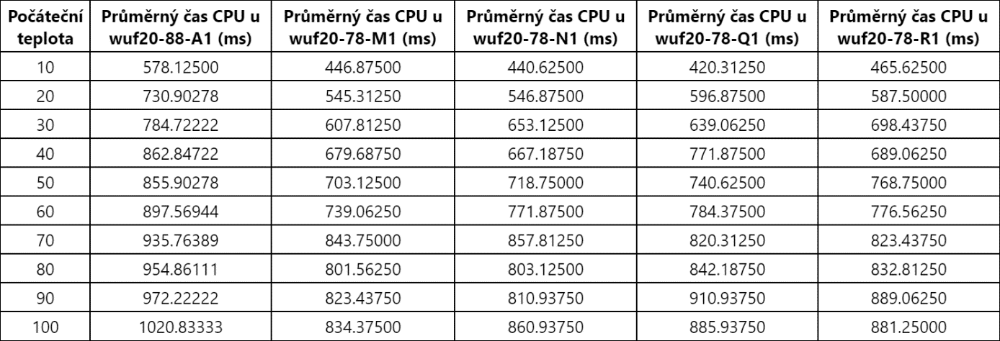 Počáteční teplota | Průměrný čas CPU u wuf20-88-A1 (ms) | Průměrný čas CPU u wuf20-78-M1 (ms) | Průměrný čas CPU u wuf20-78-N1 (ms) | Průměrný čas CPU u wuf20-78-Q1 (ms) | Průměrný čas CPU u wuf20-78-R1 (ms)
10 578.12500 446.87500 440.62500 420.31250 465.62500
20 730.90278 545.31250 546.87500 596.87500 587.50000
30 784.72222 607.81250 653.12500 639.06250 698.43750
40 862.84722 679.68750 667.18750 771.87500 689.06250
50 855.90278 703.12500 718.75000 740.62500 768.75000
60 897.56944 739.06250 771.87500 784.37500 776.56250
70 935.76389 843.75000 857.81250 820.31250 823.43750
80 954.86111 801.56250 803.12500 842.18750 832.81250
90 972.22222 823.43750 810.93750 910.93750 889.06250
100 1020.83333 834.37500 860.93750 885.93750 881.25000